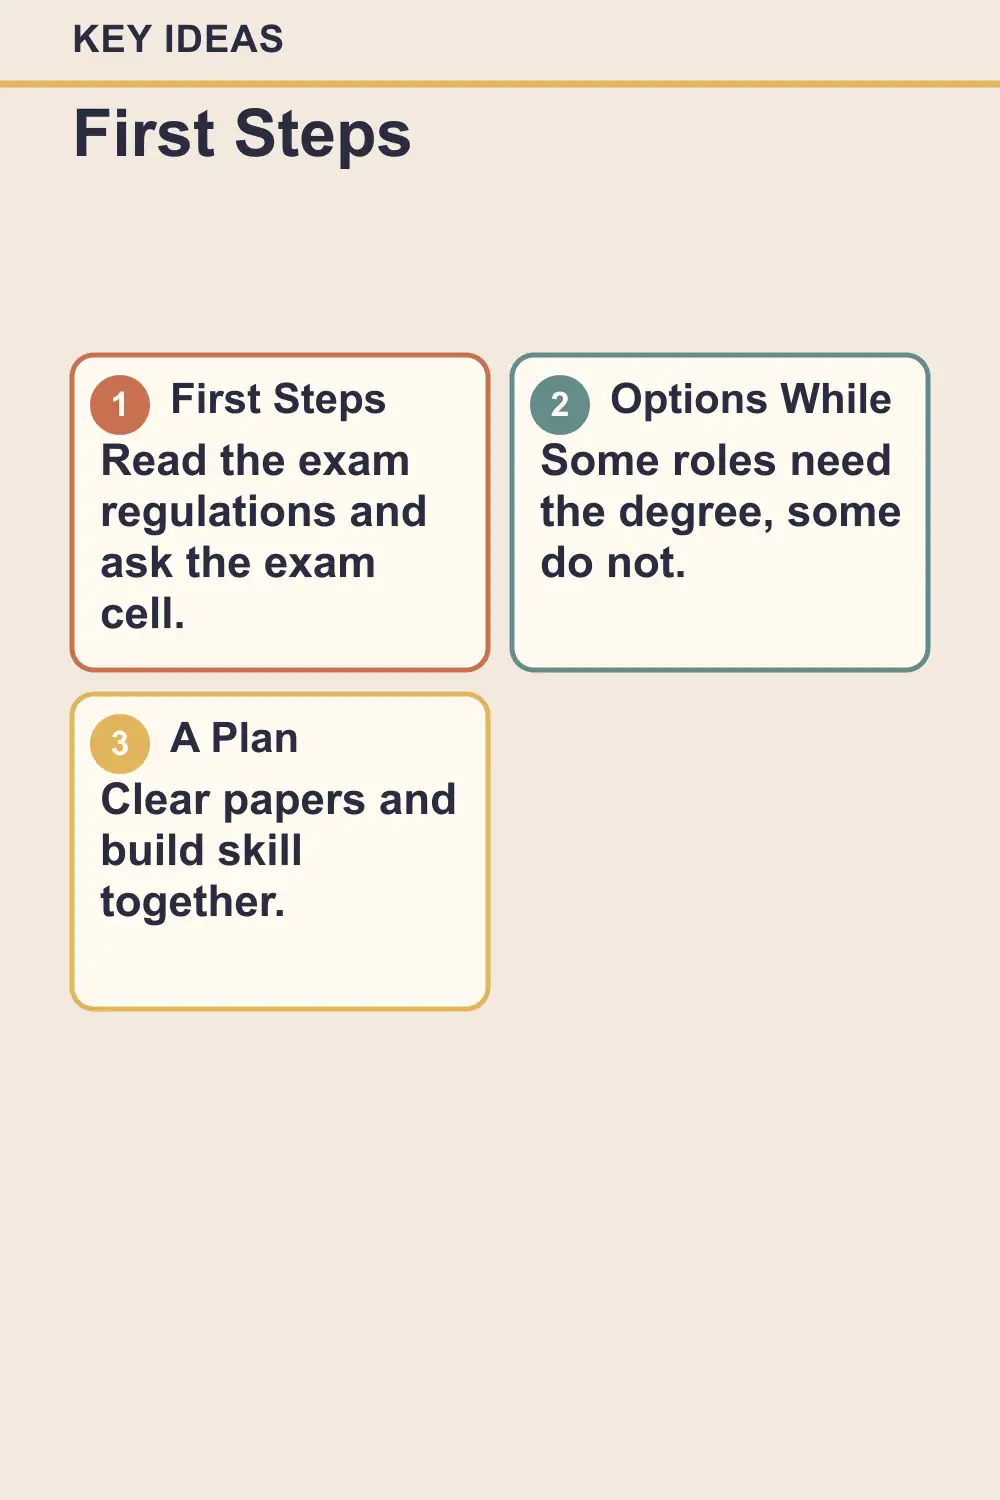 KEY IDEAS
First Steps
1 First Steps
Read the exam
regulations and
ask the exam
cell.
2 Options While
Some roles need
the degree, some
do not.
3 A Plan
Clear papers and
build skill
together.